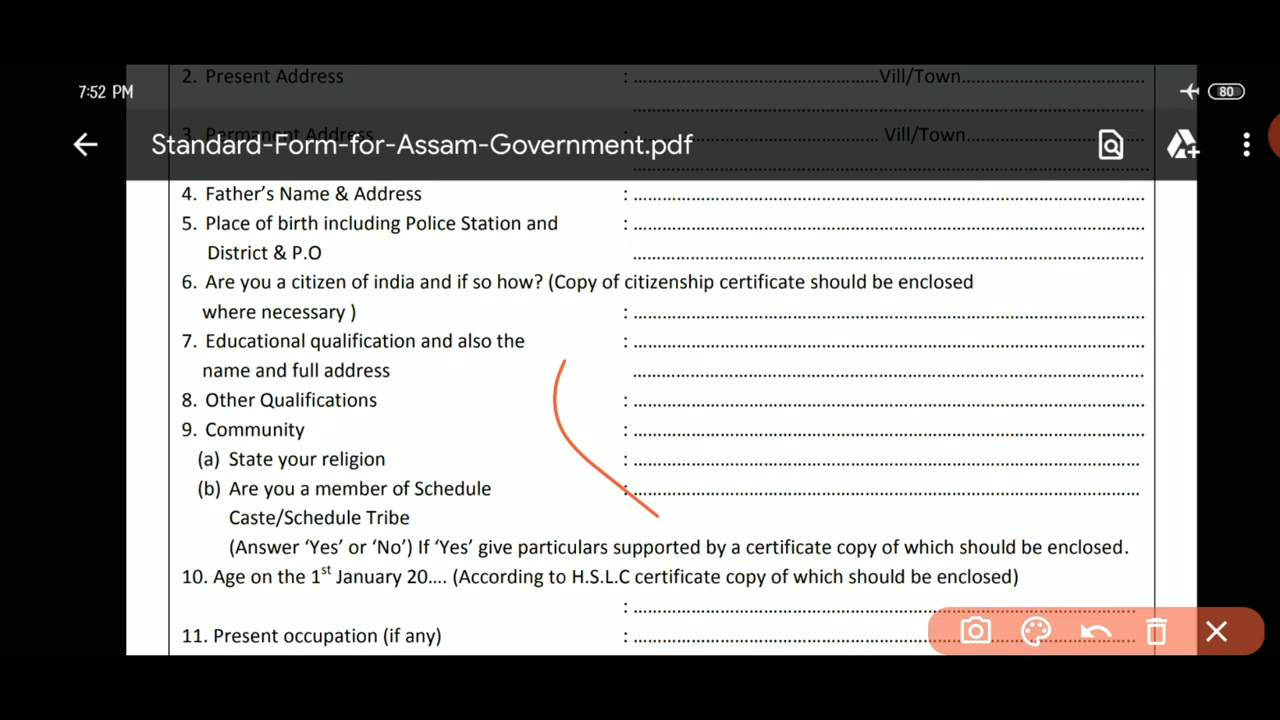 2. Present Address : ................................................Vill/Town....................................
....................................................................................................
7:52 PM 80
3. Permanent Address : ................................................ Vill/Town...................................
Standard-Form-for-Assam-Government.pdf
....................................................................................................
4. Father’s Name & Address : ....................................................................................................
5. Place of birth including Police Station and : ....................................................................................................
District & P.O ....................................................................................................
6. Are you a citizen of india and if so how? (Copy of citizenship certificate should be enclosed
where necessary ) : ....................................................................................................
7. Educational qualification and also the : ....................................................................................................
name and full address ....................................................................................................
8. Other Qualifications : ....................................................................................................
9. Community : ....................................................................................................
(a) State your religion : ...................................................................................................
(b) Are you a member of Schedule : ...................................................................................................
Caste/Schedule Tribe
(Answer ‘Yes’ or ‘No’) If ‘Yes’ give particulars supported by a certificate copy of which should be enclosed.
10. Age on the 1st January 20.... (According to H.S.L.C certificate copy of which should be enclosed)
: ...................................................................................................
11. Present occupation (if any) : ...................................................................................................